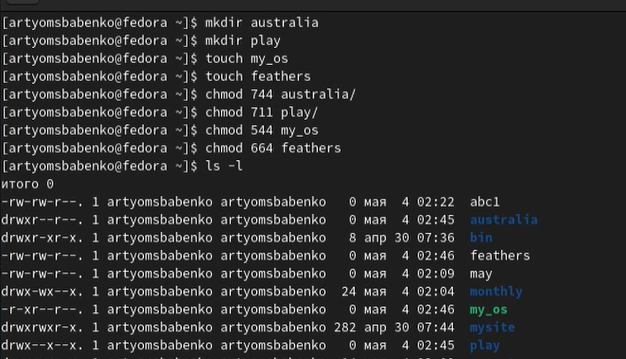 [artyomsbabenko@fedora ~]$ mkdir australia
[artyomsbabenko@fedora ~]$ mkdir play
[artyomsbabenko@fedora ~]$ touch my_os
[artyomsbabenko@fedora ~]$ touch feathers
[artyomsbabenko@fedora ~]$ chmod 744 australia/
[artyomsbabenko@fedora ~]$ chmod 711 play/
[artyomsbabenko@fedora ~]$ chmod 544 my_os
[artyomsbabenko@fedora ~]$ chmod 664 feathers
[artyomsbabenko@fedora ~]$ ls -l
итого 0
-rw-rw-r--. 1 artyomsbabenko artyomsbabenko   0 мая  4 02:22  abc1
drwxr--r--. 1 artyomsbabenko artyomsbabenko   0 мая  4 02:45  australia
drwxr-xr-x. 1 artyomsbabenko artyomsbabenko   8 апр 30 07:36  bin
-rw-rw-r--. 1 artyomsbabenko artyomsbabenko   0 мая  4 02:46  feathers
-rw-rw-r--. 1 artyomsbabenko artyomsbabenko   0 мая  4 02:09  may
drwx-wx--x. 1 artyomsbabenko artyomsbabenko  24 мая  4 02:04  monthly
-r-xr--r--. 1 artyomsbabenko artyomsbabenko   0 мая  4 02:46  my_os
drwxrwxr-x. 1 artyomsbabenko artyomsbabenko 282 апр 30 07:44  mysite
drwx--x--x. 1 artyomsbabenko artyomsbabenko   0 мая  4 02:45  play